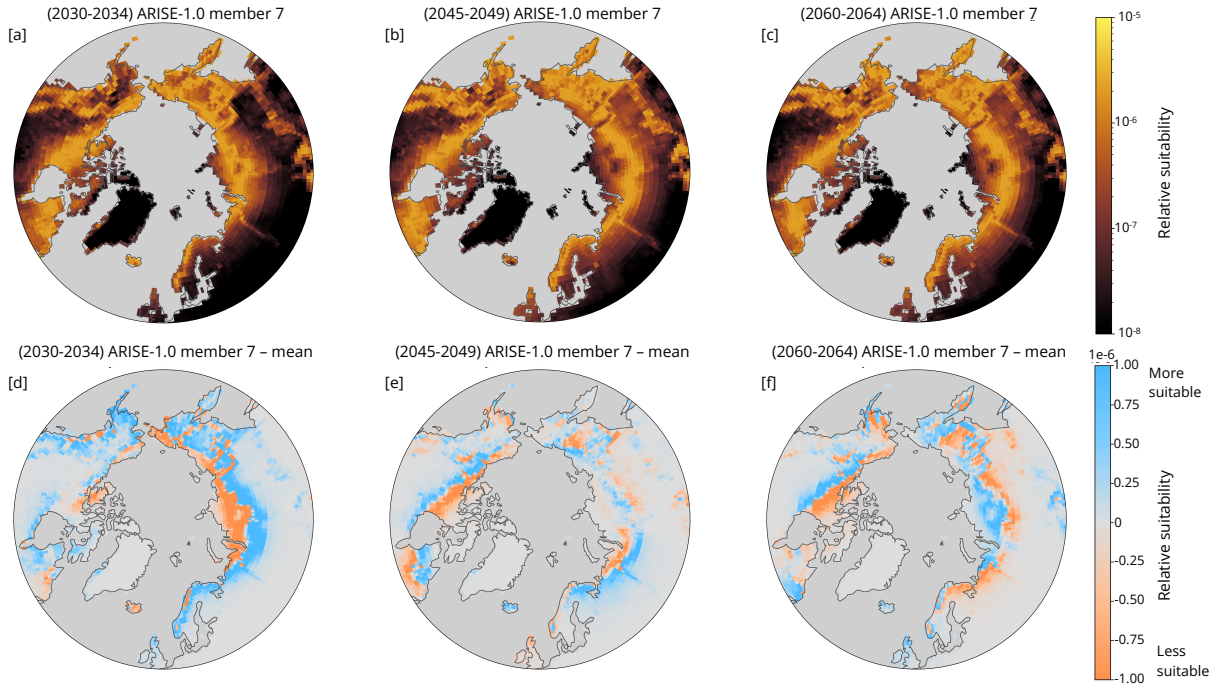 (2030-2034) ARISE-1.0 member 7
(2045-2049) ARISE-1.0 member 7
(2060-2064) ARISE-1.0 member 7
[a]
[b]
[c]
10-5
10-6
10-7
10-8
Relative suitability
(2030-2034) ARISE-1.0 member 7 – mean
(2045-2049) ARISE-1.0 member 7 – mean
(2060-2064) ARISE-1.0 member 7 – mean
[d]
[e]
[f]
1e-6
1.00
0.75
0.50
0.25
0
-0.25
-0.50
-0.75
-1.00
More
suitable
Relative suitability
Less
suitable